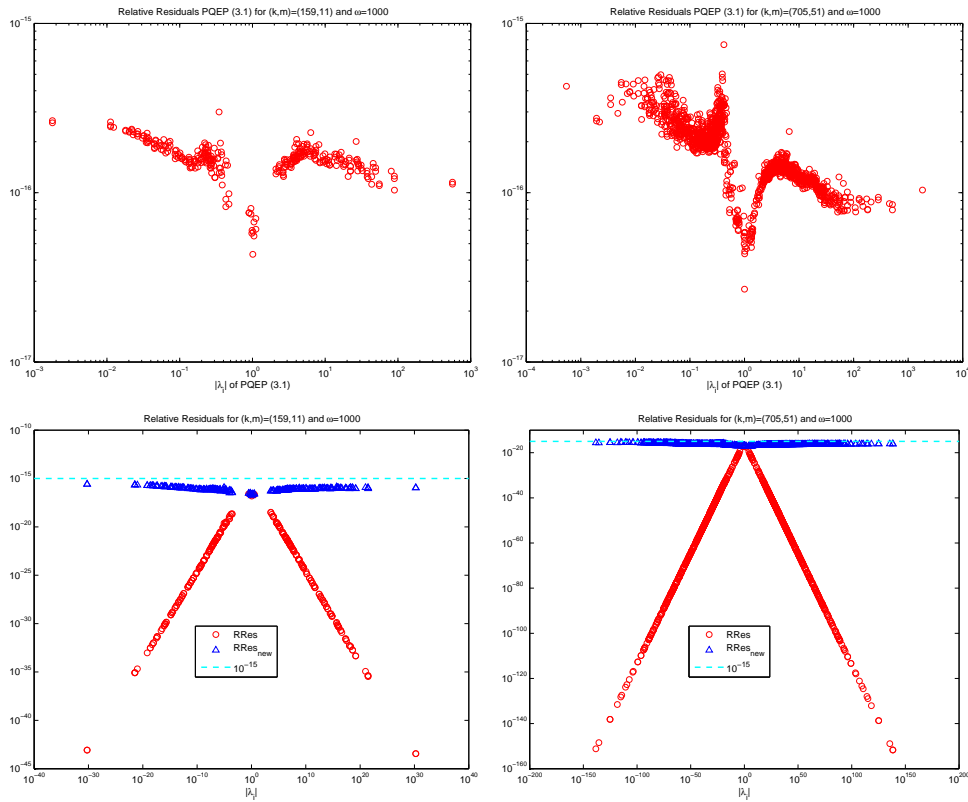 Relative Residuals PQEP (3.1) for (k,m)=(159,11) and ω=1000
10^-15
10^-16
10^-17
10^-3 10^-2 10^-1 10^0 10^1 10^2 10^3
|λi| of PQEP (3.1)
Relative Residuals PQEP (3.1) for (k,m)=(705,51) and ω=1000
10^-15
10^-16
10^-17
10^-4 10^-3 10^-2 10^-1 10^0 10^1 10^2 10^3 10^4
|λi| of PQEP (3.1)
Relative Residuals for (k,m)=(159,11) and ω=1000
10^-10
10^-15
10^-20
10^-25
10^-30
10^-35
10^-40
10^-45
RRes
RResnew
10^-15
10^-40 10^-30 10^-20 10^-10 10^0 10^10 10^20 10^30 10^40
|λi|
Relative Residuals for (k,m)=(705,51) and ω=1000
10^-20
10^-40
10^-60
10^-80
10^-100
10^-120
10^-140
10^-160
RRes
RResnew
10^-15
10^-200 10^-150 10^-100 10^-50 10^0 10^50 10^100 10^150 10^200
|λi|